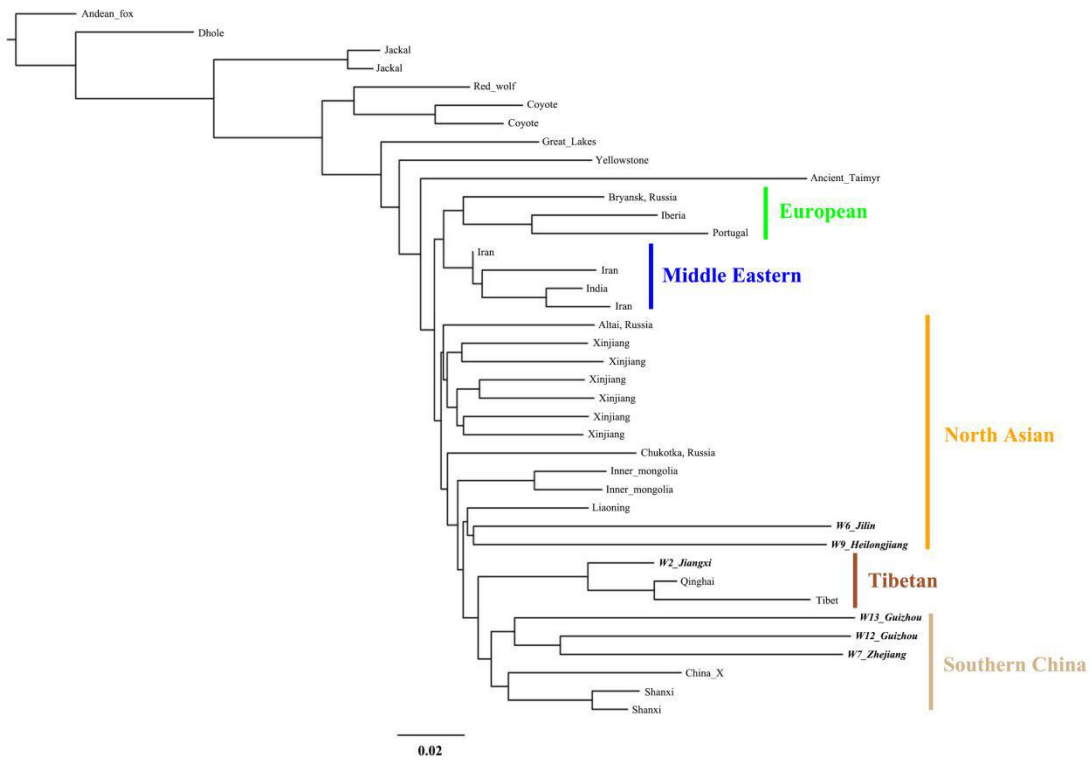 Andean_fox
Dhole
Jackal
Jackal
Red_wolf
Coyote
Coyote
Great_Lakes
Yellowstone
Ancient_Taimyr
Bryansk, Russia
Iberia
European
Portugal
Iran
Iran
Middle Eastern
India
Iran
Altai, Russia
Xinjiang
Xinjiang
Xinjiang
Xinjiang
Xinjiang
Xinjiang
North Asian
Chukotka, Russia
Inner_mongolia
Inner_mongolia
Liaoning
W6_Jilin
W9_Heilongjiang
W2_Jiangxi
Qinghai
Tibetan
Tibet
W13_Guizhou
W12_Guizhou
W7_Zhejiang
Southern China
China_X
Shanxi
Shanxi
0.02